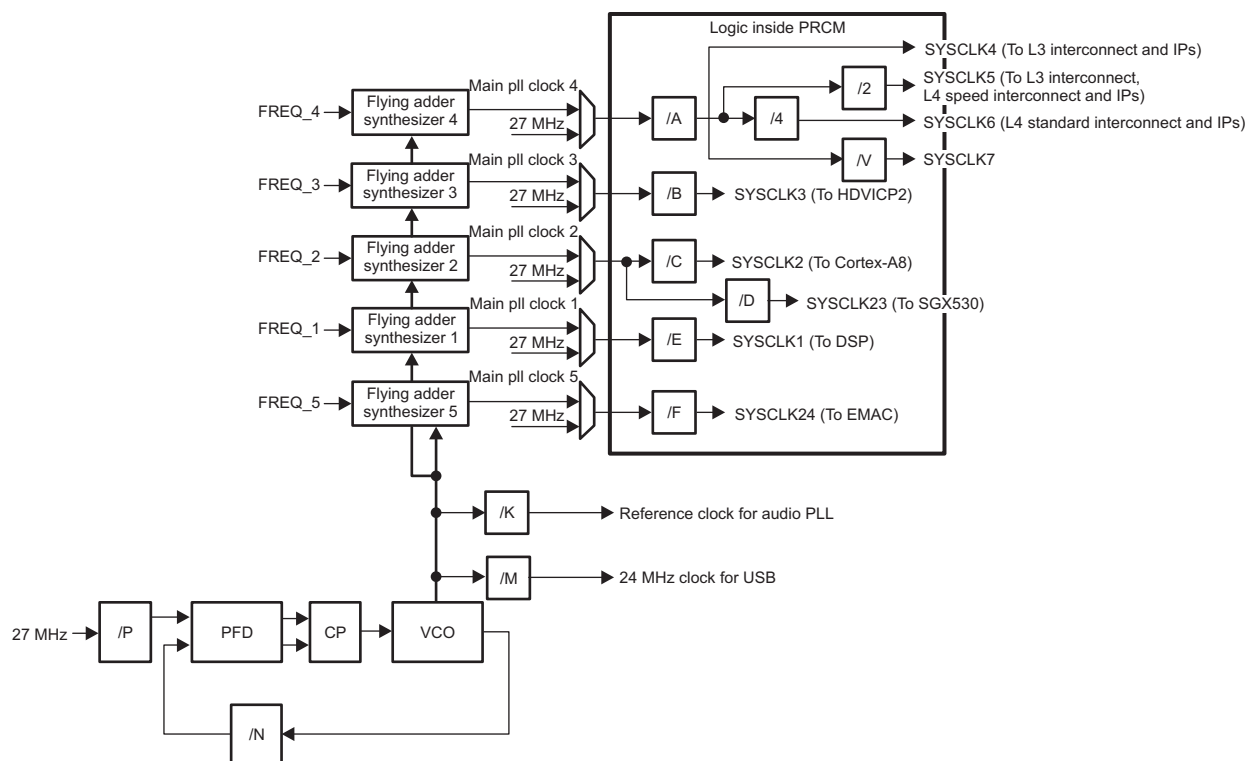 Logic inside PRCM
SYSCLK4 (To L3 interconnect and IPs)
Main pll clock 4
/2
SYSCLK5 (To L3 interconnect,
L4 speed interconnect and IPs)
FREQ_4
Flying adder
synthesizer 4
27 MHz
/A
/4
SYSCLK6 (L4 standard interconnect and IPs)
Main pll clock 3
/V
SYSCLK7
FREQ_3
Flying adder
synthesizer 3
27 MHz
/B
SYSCLK3 (To HDVICP2)
Main pll clock 2
FREQ_2
Flying adder
synthesizer 2
27 MHz
/C
SYSCLK2 (To Cortex-A8)
/D
SYSCLK23 (To SGX530)
Main pll clock 1
FREQ_1
Flying adder
synthesizer 1
27 MHz
/E
SYSCLK1 (To DSP)
Main pll clock 5
FREQ_5
Flying adder
synthesizer 5
27 MHz
/F
SYSCLK24 (To EMAC)
/K
Reference clock for audio PLL
/M
24 MHz clock for USB
27 MHz
/P
PFD
CP
VCO
/N